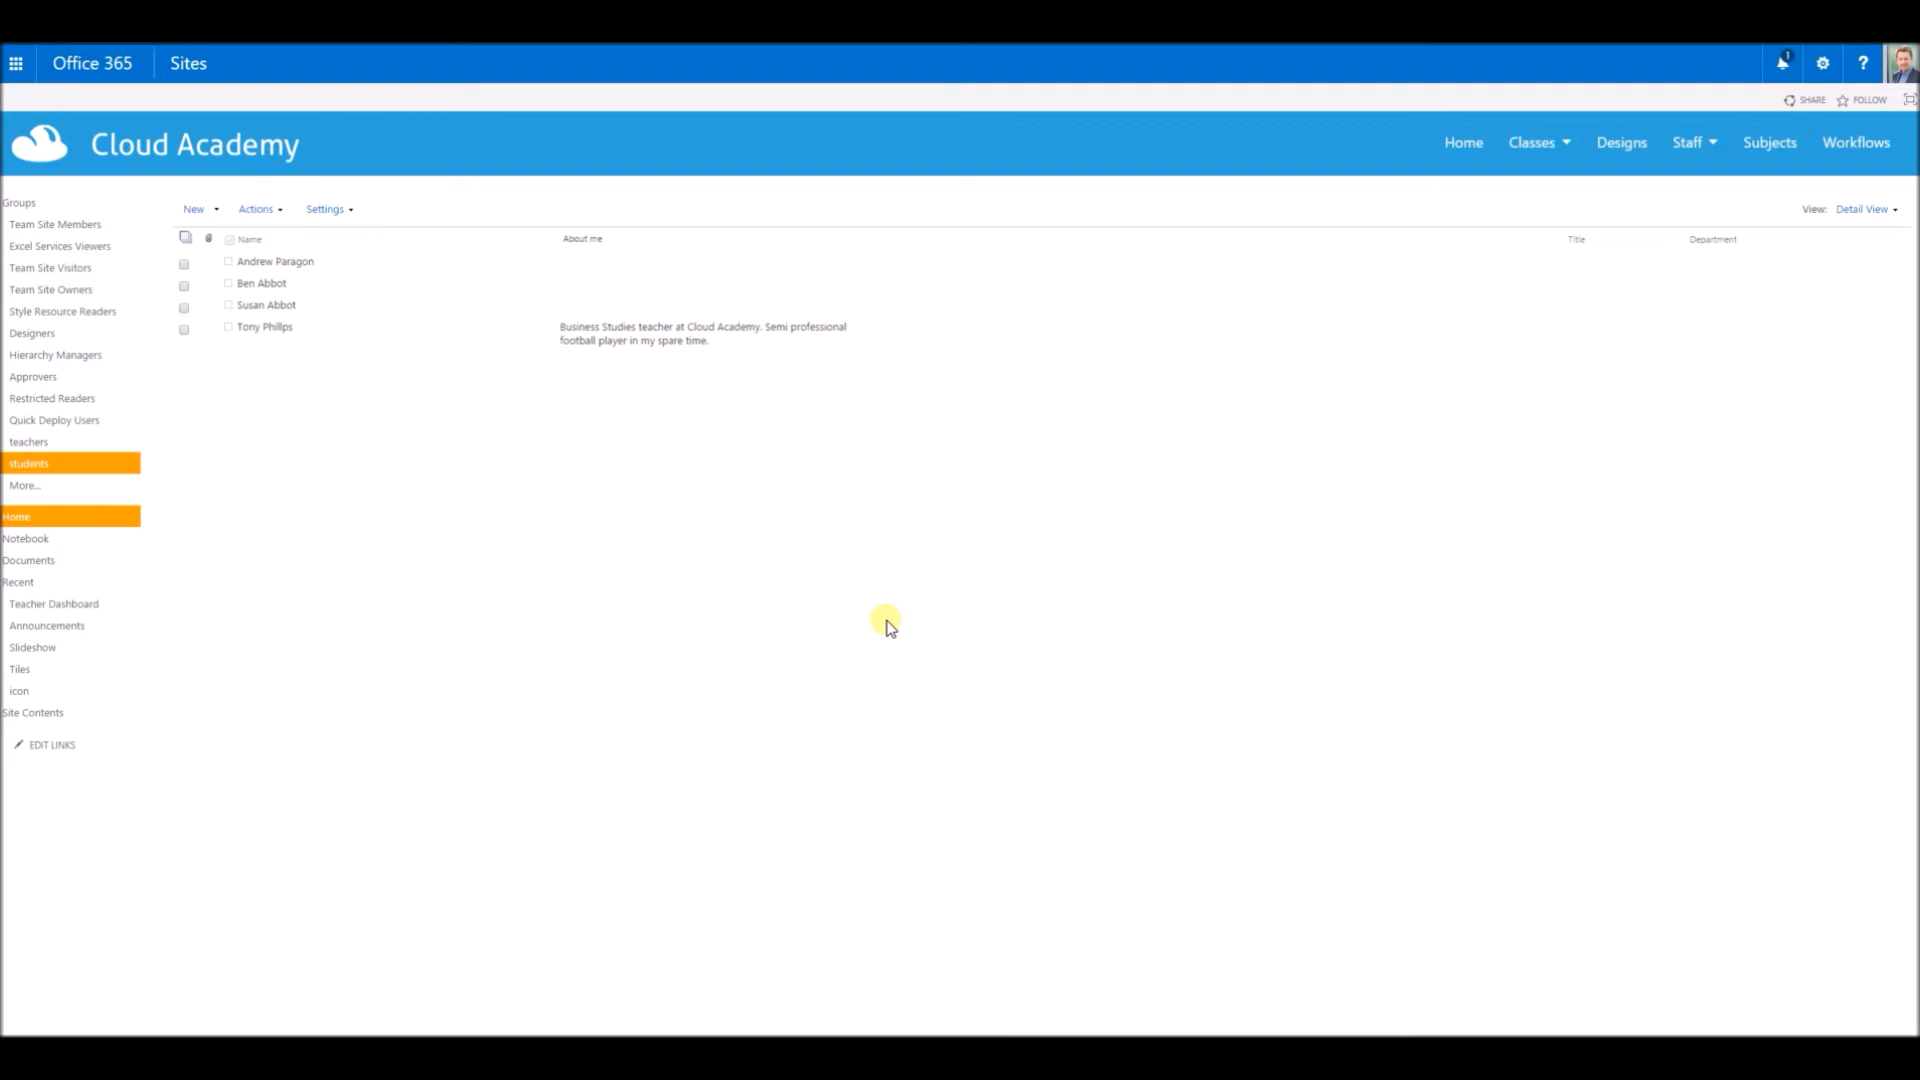 Office 365 Sites 1 ?
SHARE FOLLOW
Cloud Academy Home Classes Designs Staff Subjects Workflows
Groups
Team Site Members
Excel Services Viewers
Team Site Visitors
Team Site Owners
Style Resource Readers
Designers
Hierarchy Managers
Approvers
Restricted Readers
Quick Deploy Users
teachers
students
More...
Home
Notebook
Documents
Recent
Teacher Dashboard
Announcements
Slideshow
Tiles
icon
Site Contents
EDIT LINKS
New Actions Settings View: Detail View
Name About me Title Department
Andrew Paragon
Ben Abbot
Susan Abbot
Tony Phillps Business Studies teacher at Cloud Academy. Semi professional
football player in my spare time.